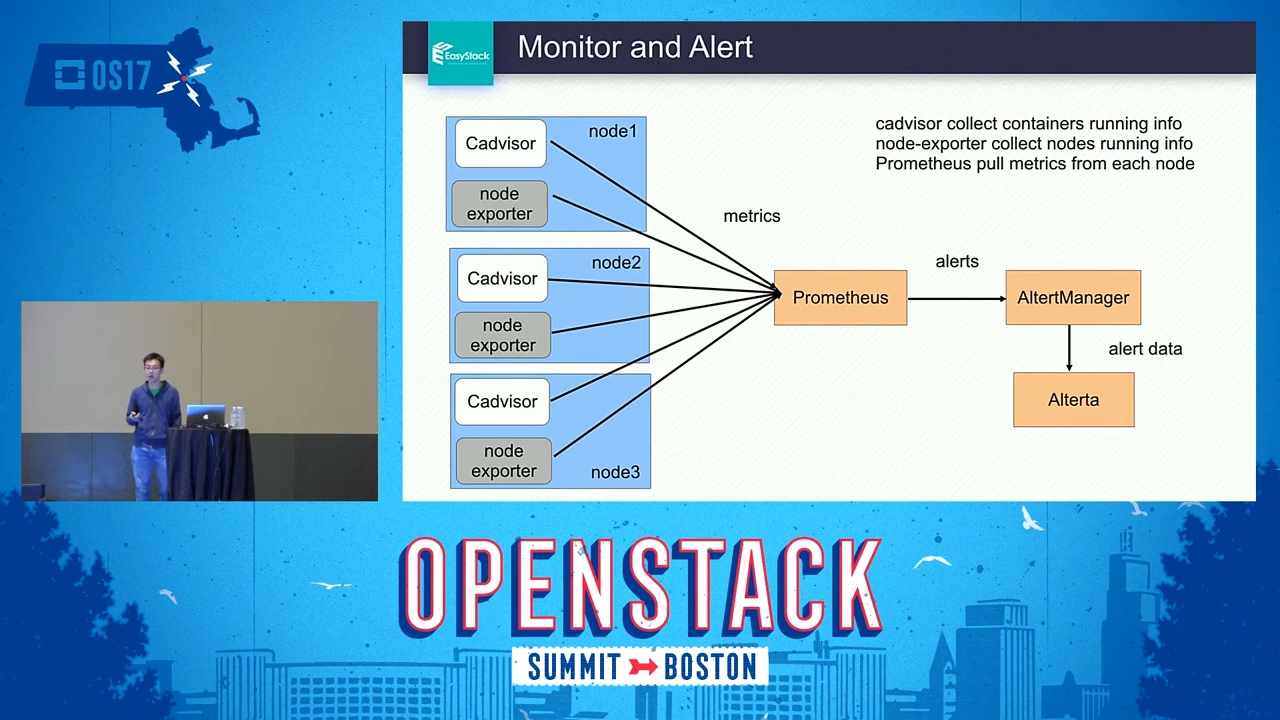 OS17
EasyStack
Monitor and Alert
cadvisor collect containers running info
node-exporter collect nodes running info
Prometheus pull metrics from each node
node1
Cadvisor
node
exporter
metrics
node2
Cadvisor
node
exporter
Cadvisor
node
exporter
node3
Prometheus
alerts
AltertManager
alert data
Alterta
OPENSTACK
SUMMIT BOSTON